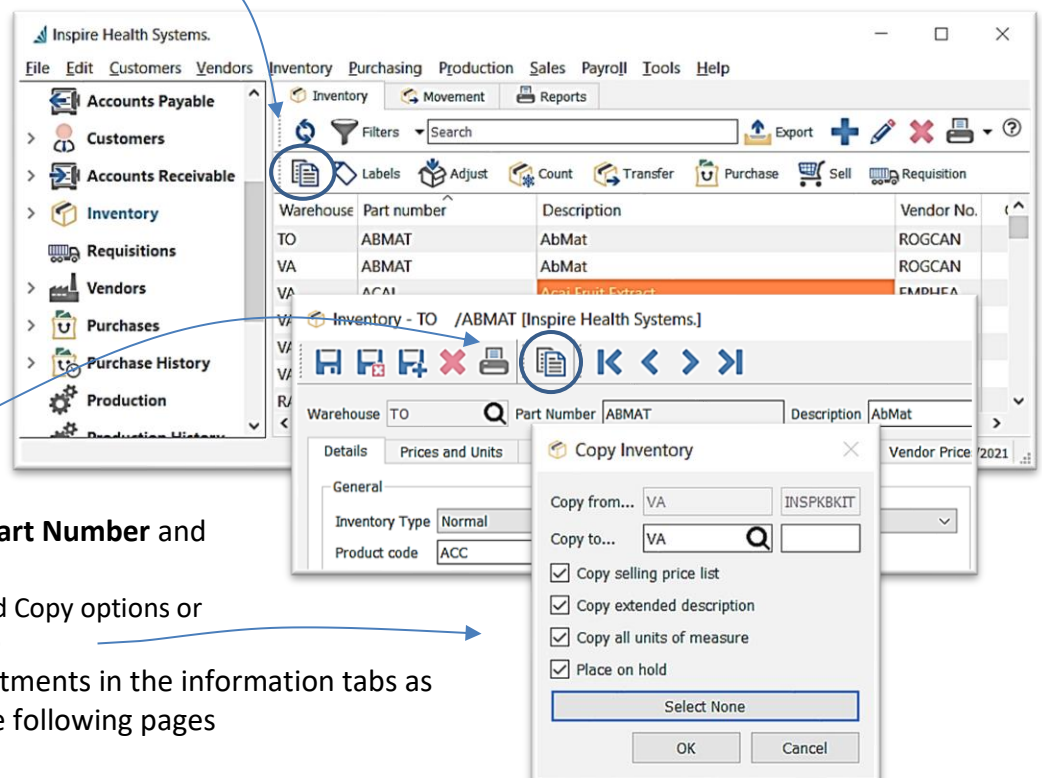 Inspire Health Systems.
File Edit Customers Vendors Inventory Purchasing Production Sales Payroll Tools Help
Accounts Payable
Customers
Accounts Receivable
Inventory
Requisitions
Vendors
Purchases
Purchase History
Production
Production History
Inventory Movement Reports
Filters Search Export
Labels Adjust Count Transfer Purchase Sell Requisition
Warehouse Part number Description Vendor No.
TO ABMAT AbMat ROGCAN
VA ABMAT AbMat ROGCAN
VA ACAI Acai Fruit Extract EMPHEA
Inventory - TO /ABMAT [Inspire Health Systems.]
Warehouse TO Part Number ABMAT Description AbMat
Details Prices and Units Vendor Price /2021
General
Inventory Type Normal
Product code ACC
Copy Inventory
Copy from... VA INSPKBKIT
Copy to... VA
Copy selling price list
Copy extended description
Copy all units of measure
Place on hold
Select None
OK Cancel
art Number and
d Copy options or
tments in the information tabs as
e following pages